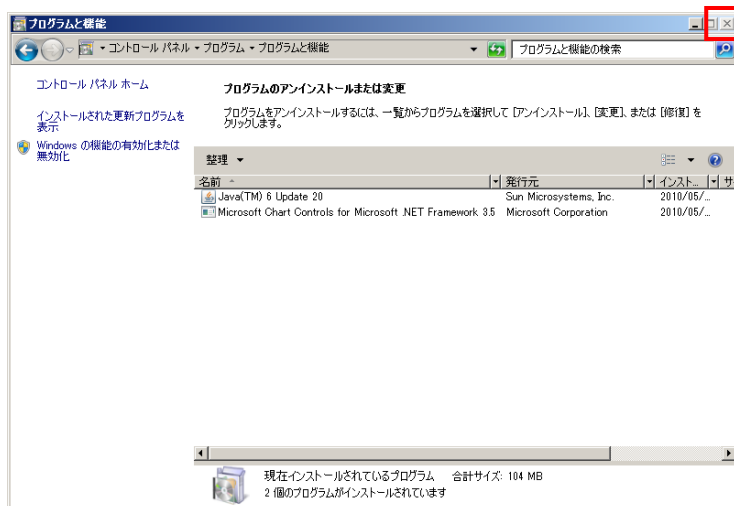 プログラムと機能
コントロール パネル ▸ プログラム ▸ プログラムと機能
プログラムと機能の検索
コントロール パネル ホーム
インストールされた更新プログラムを
表示
Windows の機能の有効化または
無効化
プログラムのアンインストールまたは変更
プログラムをアンインストールするには、一覧からプログラムを選択して [アンインストール]、[変更]、または [修復] を
クリックします。
整理
名前 発行元 インスト... サ
Java(TM) 6 Update 20 Sun Microsystems, Inc. 2010/05/...
Microsoft Chart Controls for Microsoft .NET Framework 3.5 Microsoft Corporation 2010/05/...
現在インストールされているプログラム 合計サイズ: 104 MB
2 個のプログラムがインストールされています